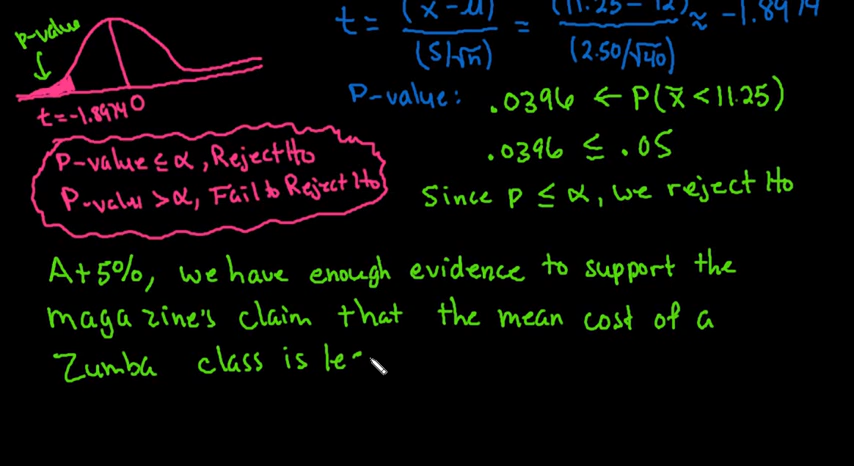 p-value
t=-1.8974 0
t = (x̄-μ) / (S/√n) = (11.25-12) / (2.50/√40) ≈ -1.8974
P-value: .0396 ← P(x̄ < 11.25)
.0396 ≤ .05
Since p ≤ α, we reject Ho
P-value ≤ α, Reject Ho
P-value > α, Fail to Reject Ho
At 5%, we have enough evidence to support the
magazine's claim that the mean cost of a
Zumba class is le